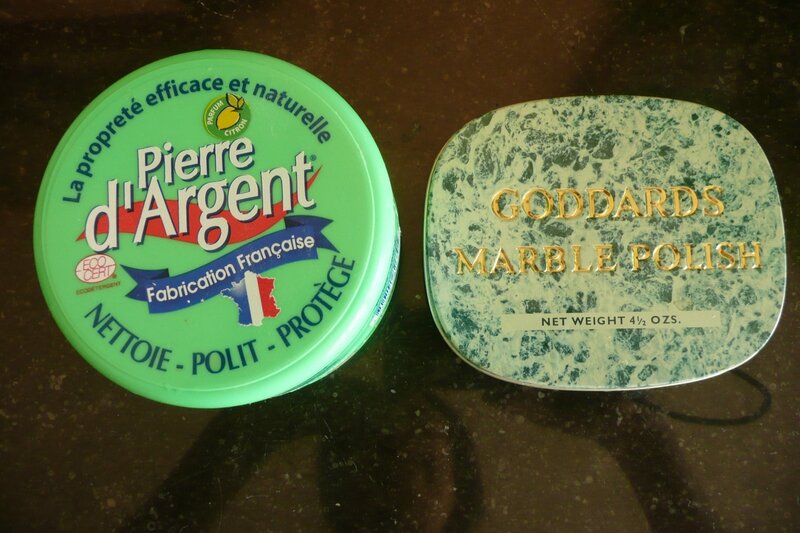 La propreté efficace et naturelle
PARFUM
CITRON
Pierre
d'Argent®
ECO
CERT
ECODETERGENT
Fabrication Française
NETTOIE - POLIT - PROTÈGE
GODDARDS
MARBLE POLISH
NET WEIGHT 4½ OZS.